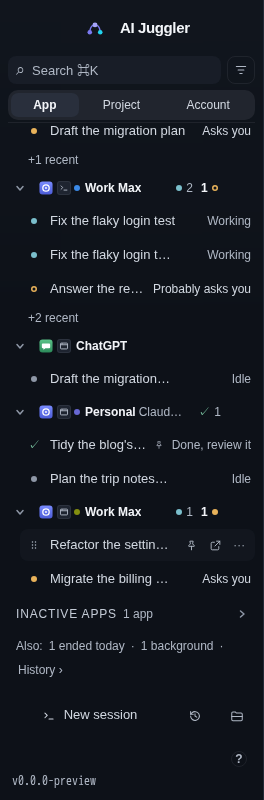 AI Juggler
Search ⌘K
App Project Account
Draft the migration plan Asks you
+1 recent
Work Max 2 1
Fix the flaky login test Working
Fix the flaky login t… Working
Answer the re… Probably asks you
+2 recent
ChatGPT
Draft the migration… Idle
Personal Claud… ✓ 1
✓ Tidy the blog's… Done, review it
Plan the trip notes… Idle
Work Max 1 1
Refactor the settin… ···
Migrate the billing … Asks you
INACTIVE APPS 1 app
Also: 1 ended today · 1 background ·
History ›
New session
?
v0.0.0-preview